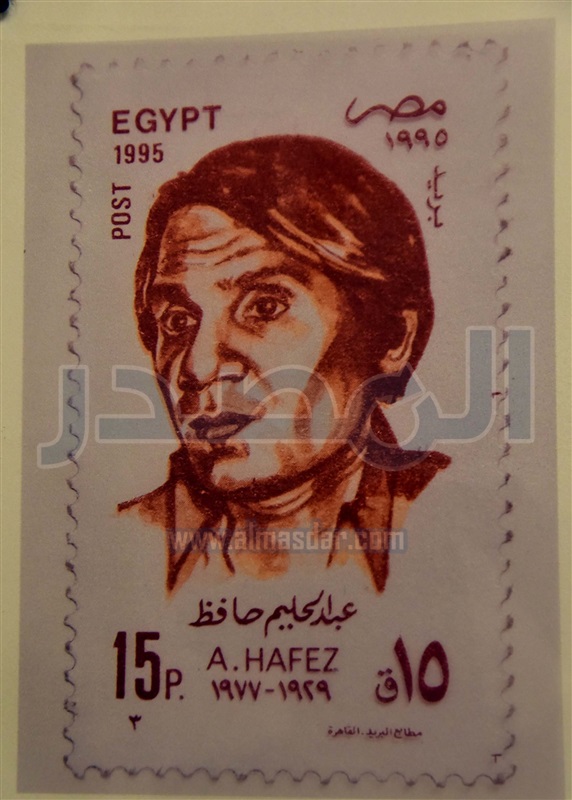 EGYPT
1995
POST
مصر
١٩٩٥
بريد
المصدر
www.almasdar.com
عبدالحليم حافظ
15P.
A. HAFEZ
١٩٢٩-١٩٧٧
١٥ق
٣
مطابع البريد - القاهرة